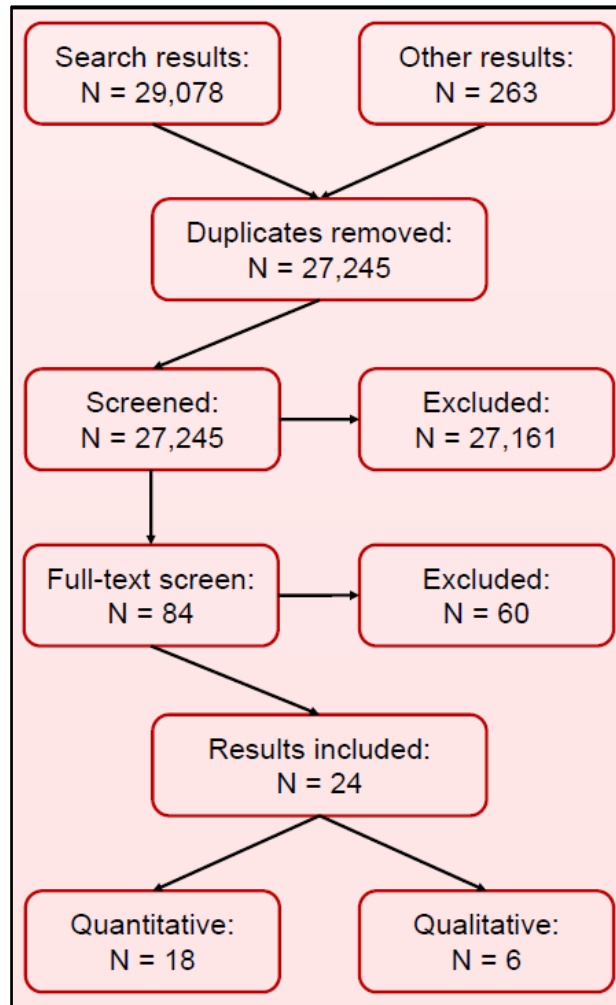 Search results:
N = 29,078
Other results:
N = 263
Duplicates removed:
N = 27,245
Screened:
N = 27,245
Excluded:
N = 27,161
Full-text screen:
N = 84
Excluded:
N = 60
Results included:
N = 24
Quantitative:
N = 18
Qualitative:
N = 6